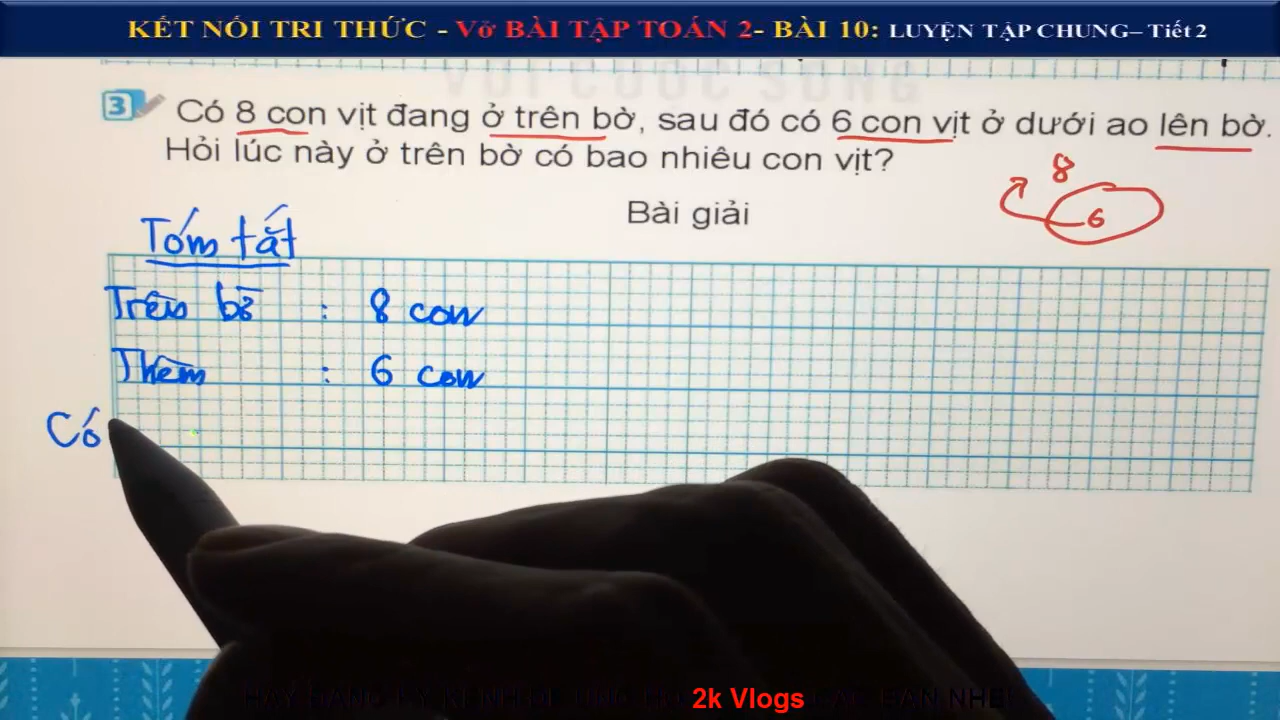 KẾT NỐI TRI THỨC - Vở BÀI TẬP TOÁN 2- BÀI 10: LUYỆN TẬP CHUNG– Tiết 2
VỚI CUỘC SỐNG
3 Có 8 con vịt đang ở trên bờ, sau đó có 6 con vịt ở dưới ao lên bờ.
Hỏi lúc này ở trên bờ có bao nhiêu con vịt?
8
6
Bài giải
Tóm tắt
Trên bờ : 8 con
Thêm : 6 con
Có
2k Vlogs